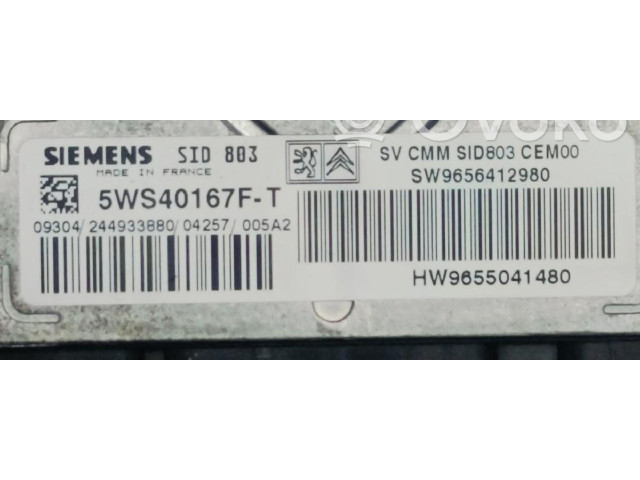 SIEMENS SID 803
MADE IN FRANCE
5WS40167F-T
09304/244933880/04257/005A2
SV CMM SID803 CEM00
SW9656412980
HW9655041480
OVOKO